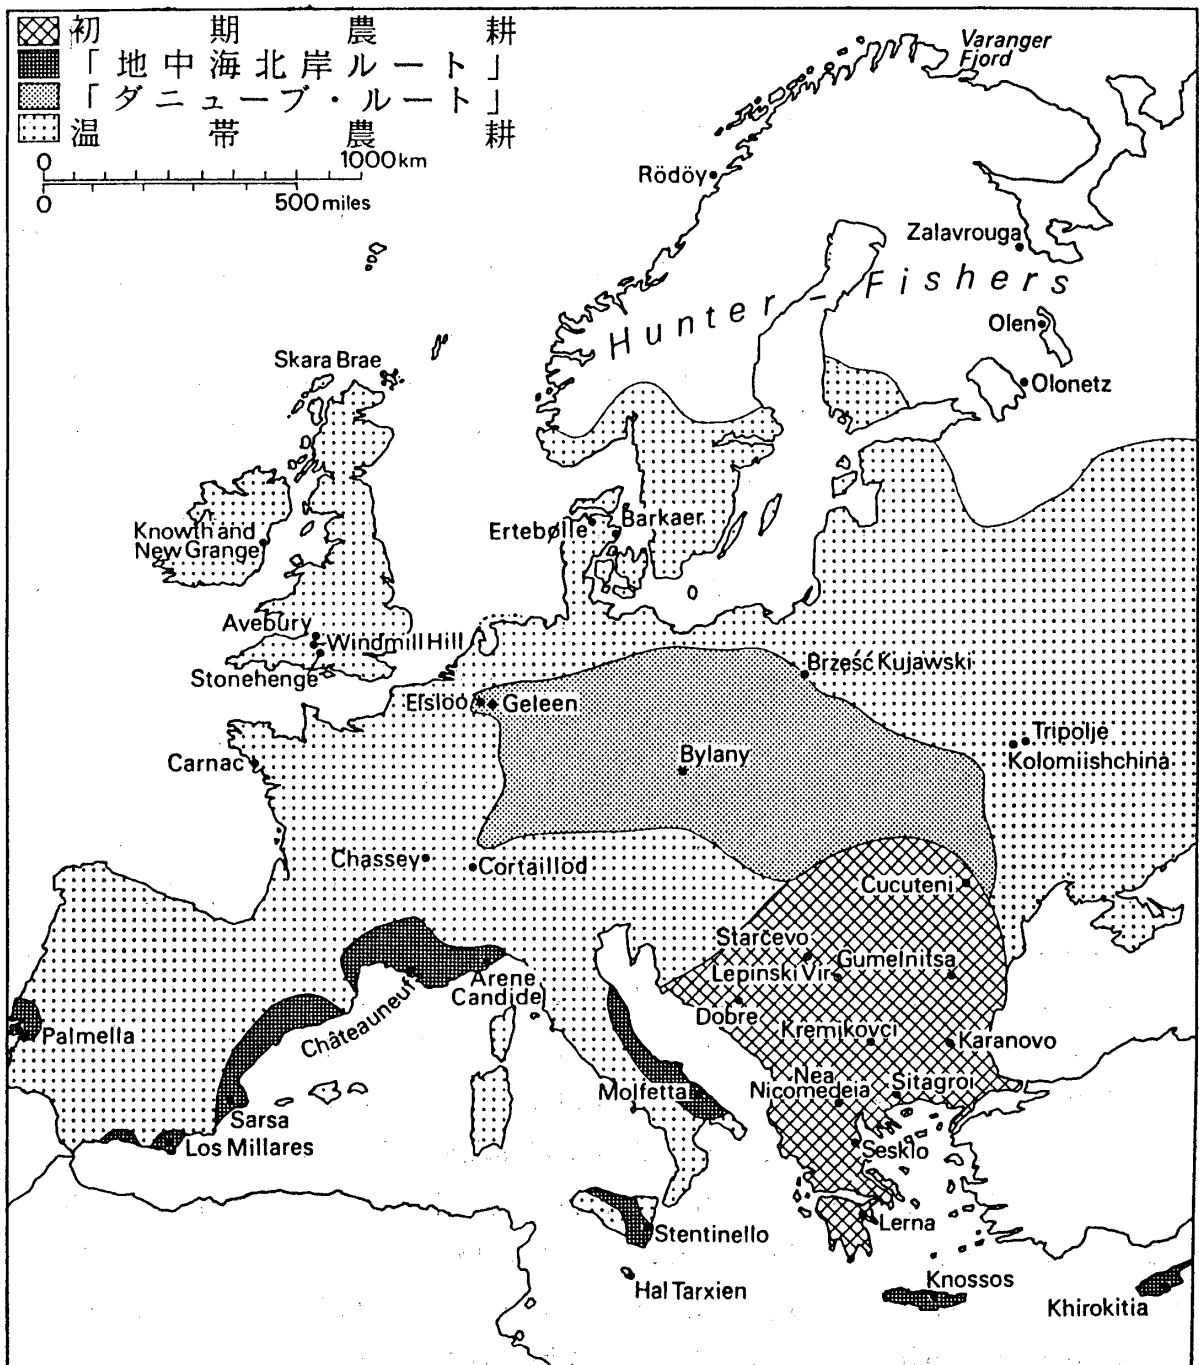 初期農耕
「地中海北岸ルート」
「ダニューブ・ルート」
温帯農耕
0 1000 km
0 500 miles
Varanger
Fjord
Rödöy
Zalavrouga
Hunter – Fishers
Olen
Skara Brae
Olonetz
Knowth and
New Grange
Ertebølle
Barkaer
Avebury
Windmill Hill
Stonehenge
Brześć Kujawski
Elsloo
Geleen
Tripolje
Kolomiishchina
Carnac
Bylany
Chassey
Cortaillod
Cucuteni
Starčevo
Lepinski Vir
Gumelnitsa
Arene
Candide
Châteauneuf
Dobre
Palmella
Kremikovci
Karanovo
Nea
Nicomedeia
Sitagroi
Molfetta
Sarsa
Los Millares
Sesklo
Lerna
Stentinello
Hal Tarxien
Knossos
Khirokitia